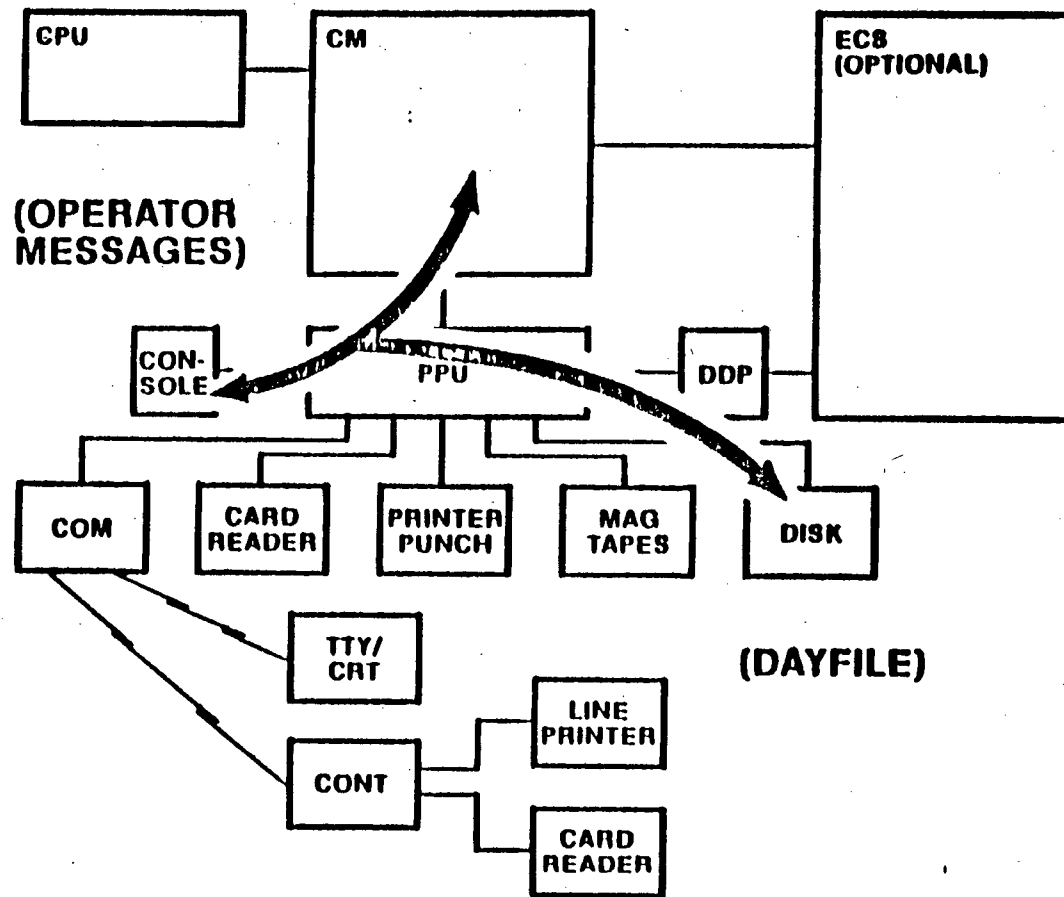 CPU
CM
ECS
(OPTIONAL)
(OPERATOR
MESSAGES)
CON-
SOLE
PPU
DDP
COM
CARD
READER
PRINTER
PUNCH
MAG
TAPES
DISK
TTY/
CRT
(DAYFILE)
LINE
PRINTER
CONT
CARD
READER